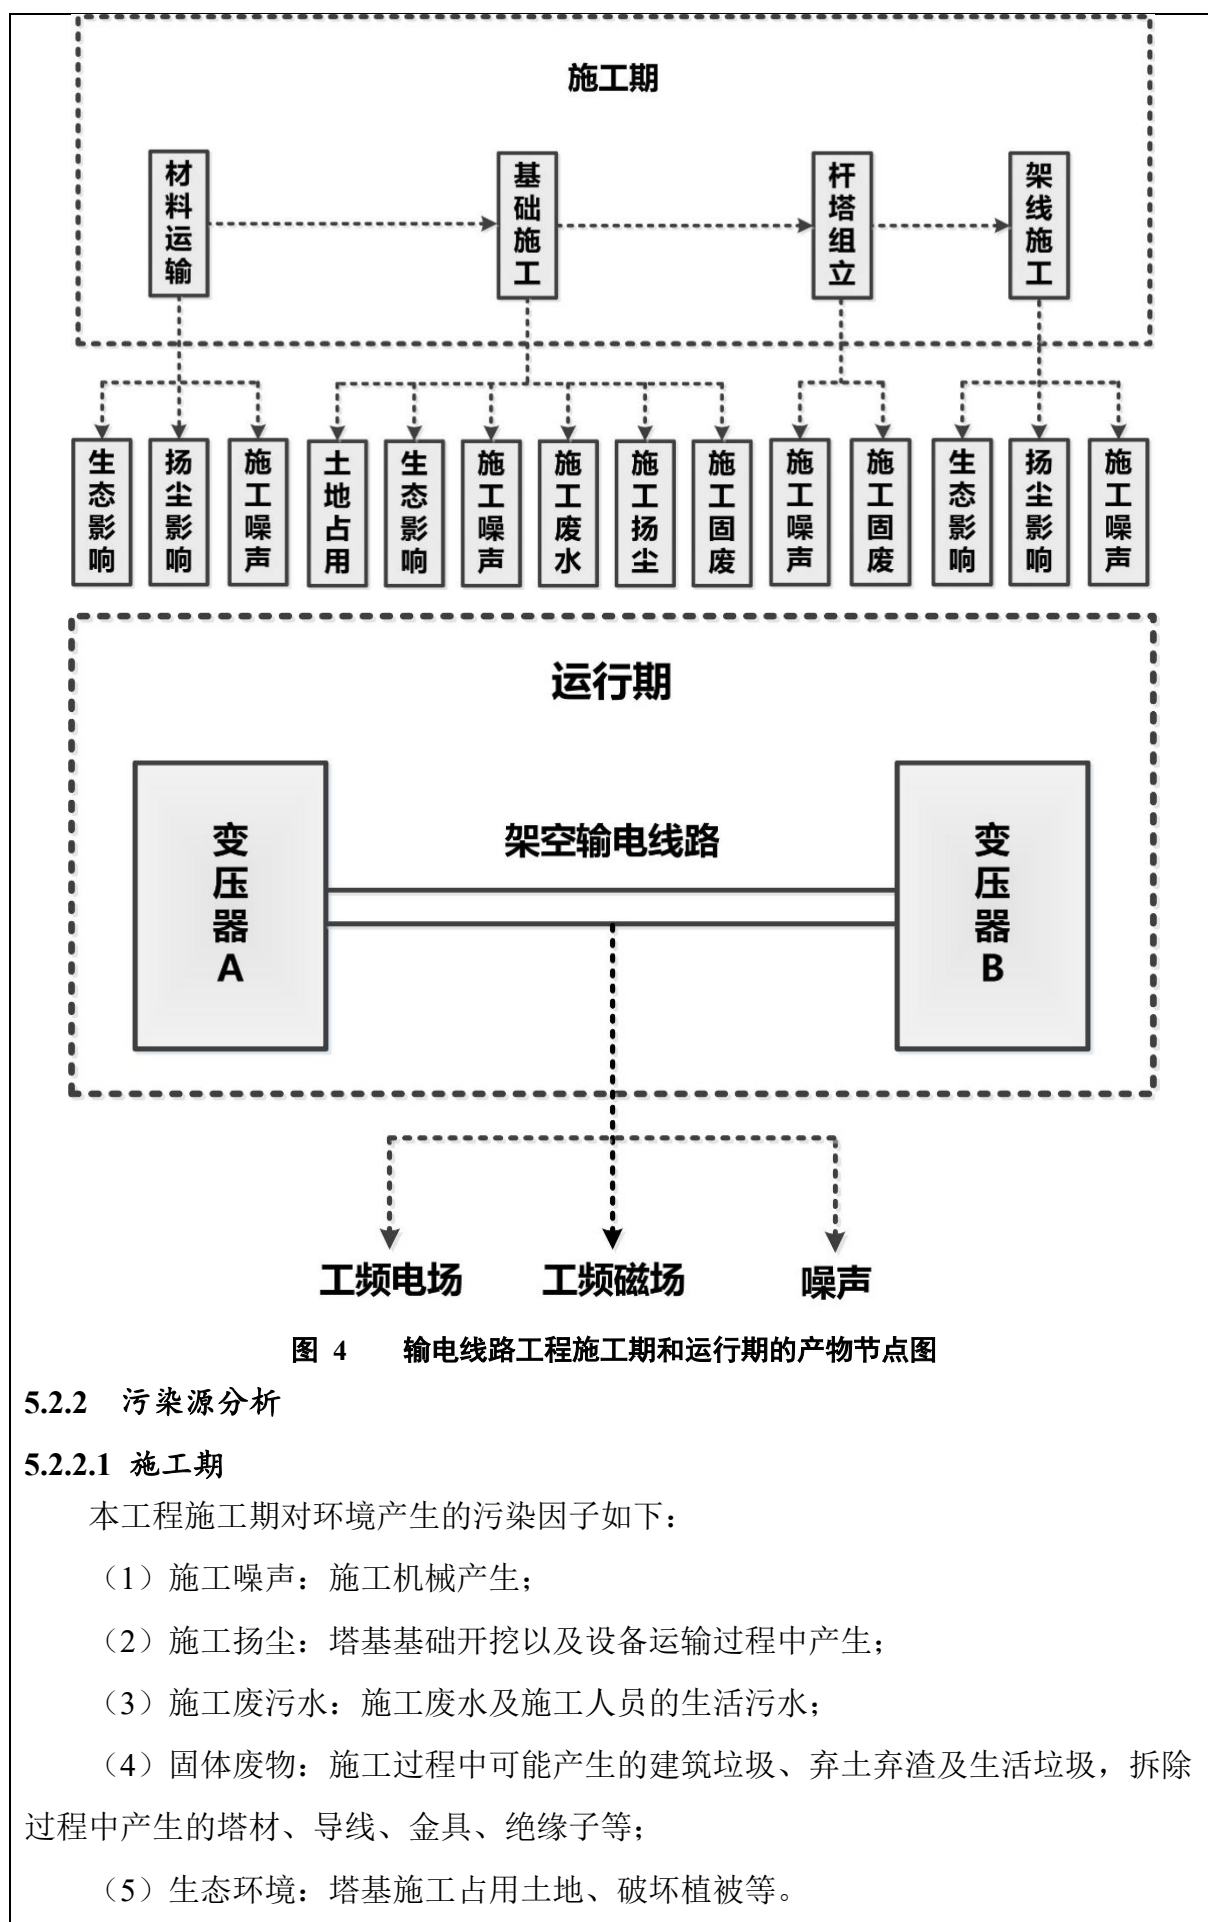 施工期
材料运输
基础施工
杆塔组立
架线施工
生态影响
扬尘影响
施工噪声
土地占用
生态影响
施工噪声
施工废水
施工扬尘
施工固废
施工噪声
施工固废
生态影响
扬尘影响
施工噪声
运行期
变压器A
架空输电线路
变压器B
工频电场
工频磁场
噪声
图 4 输电线路工程施工期和运行期的产物节点图
5.2.2 污染源分析
5.2.2.1 施工期
本工程施工期对环境产生的污染因子如下：
（1）施工噪声：施工机械产生；
（2）施工扬尘：塔基基础开挖以及设备运输过程中产生；
（3）施工废污水：施工废水及施工人员的生活污水；
（4）固体废物：施工过程中可能产生的建筑垃圾、弃土弃渣及生活垃圾，拆除
过程中产生的塔材、导线、金具、绝缘子等；
（5）生态环境：塔基施工占用土地、破坏植被等。